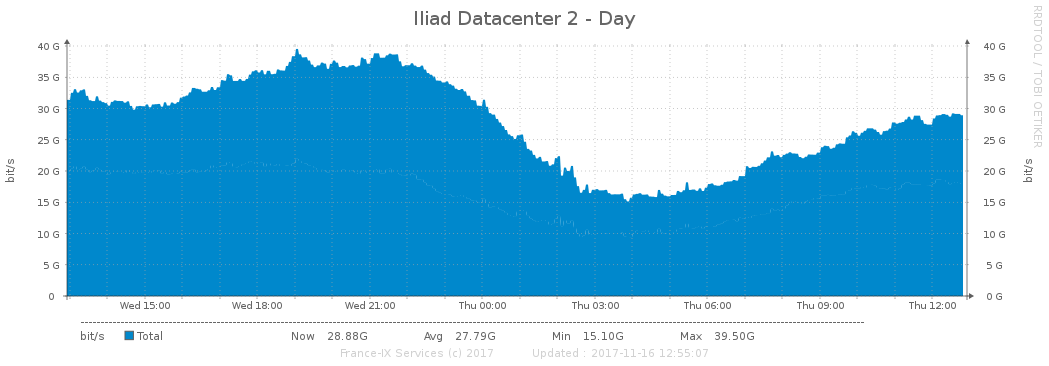 Iliad Datacenter 2 - Day
RRDTOOL / TOBI OETIKER
bit/s
40 G
35 G
30 G
25 G
20 G
15 G
10 G
5 G
0
40 G
35 G
30 G
25 G
20 G
15 G
10 G
5 G
0 G
bit/s
Wed 15:00 Wed 18:00 Wed 21:00 Thu 00:00 Thu 03:00 Thu 06:00 Thu 09:00 Thu 12:00
bit/s Total Now 28.88G Avg 27.79G Min 15.10G Max 39.50G
France-IX Services (c) 2017 Updated : 2017-11-16 12:55:07